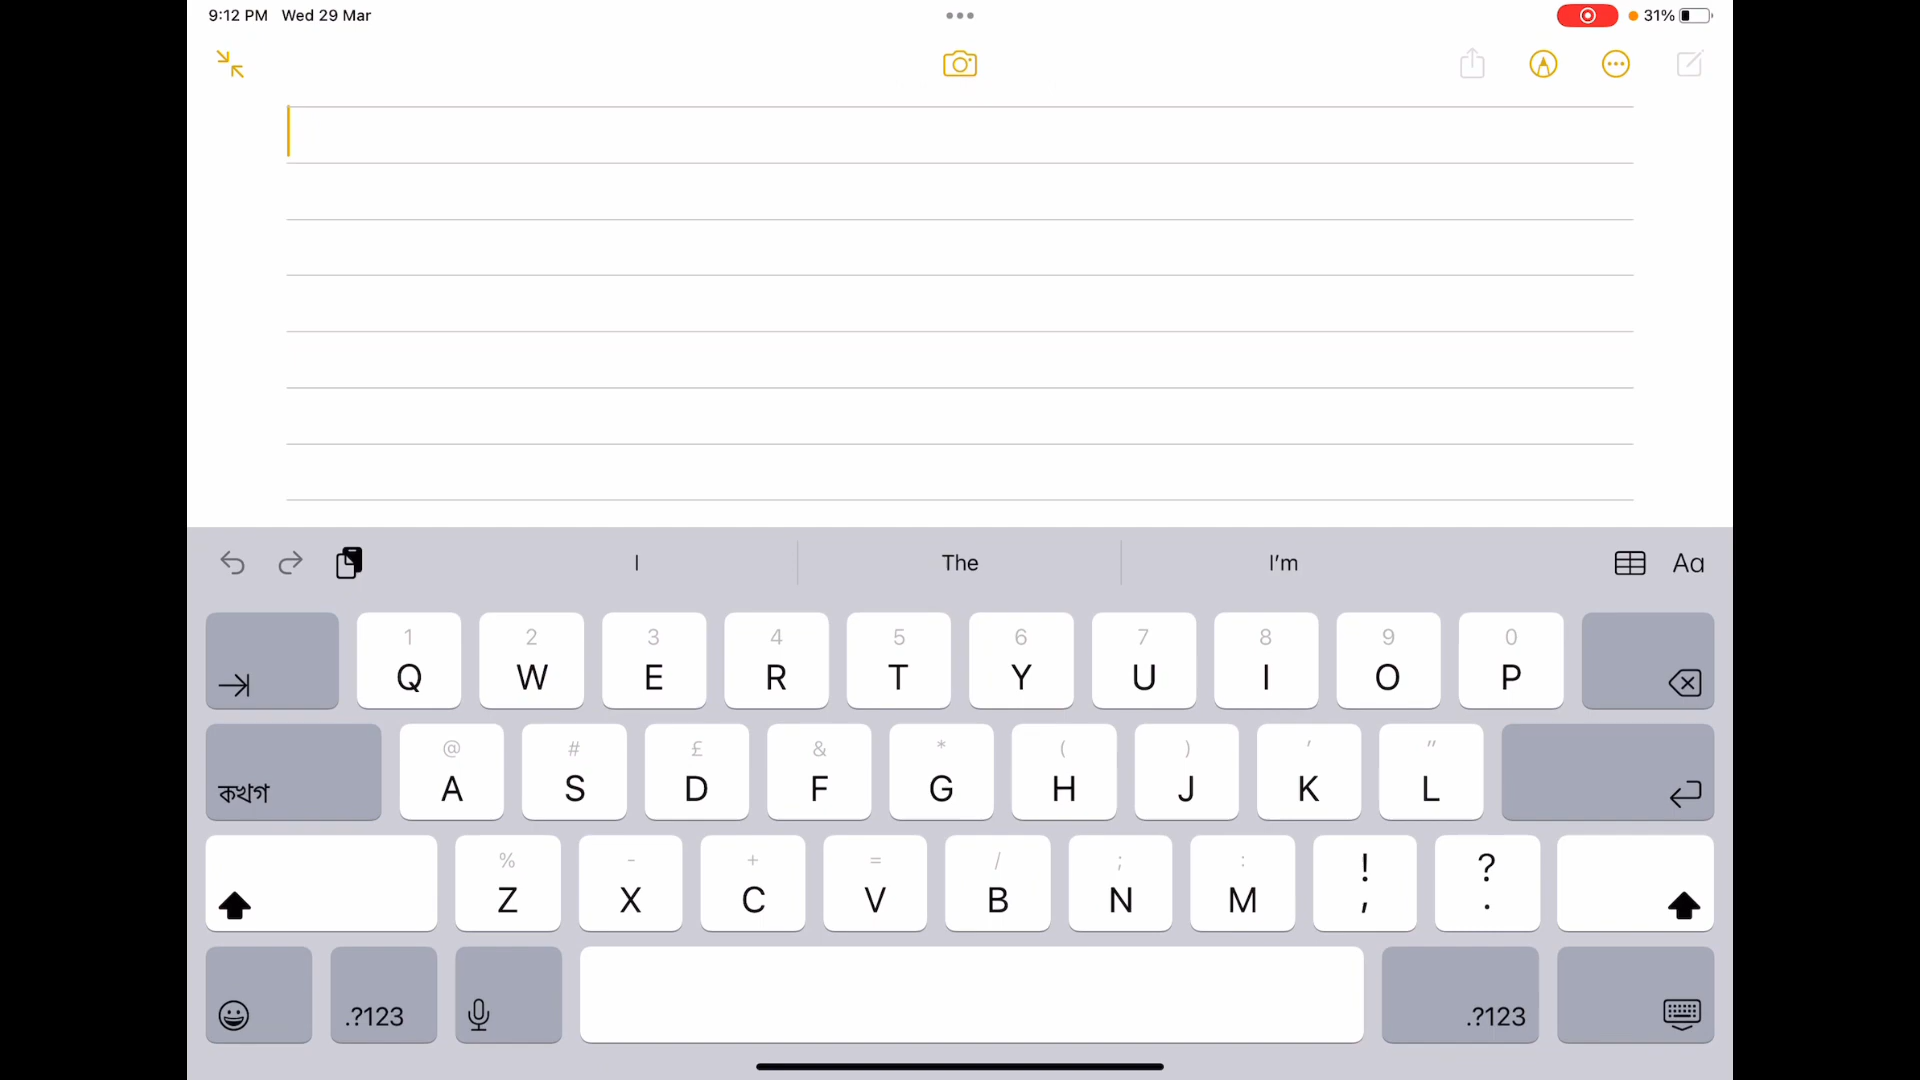 9:12 PM Wed 29 Mar
31%
I The I'm
Aa
1 2 3 4 5 6 7 8 9 0
Q W E R T Y U I O P
@ # £ & * ( ) ' "
কখগ A S D F G H J K L
% - + = / ; : ! ?
Z X C V B N M , .
.?123 .?123